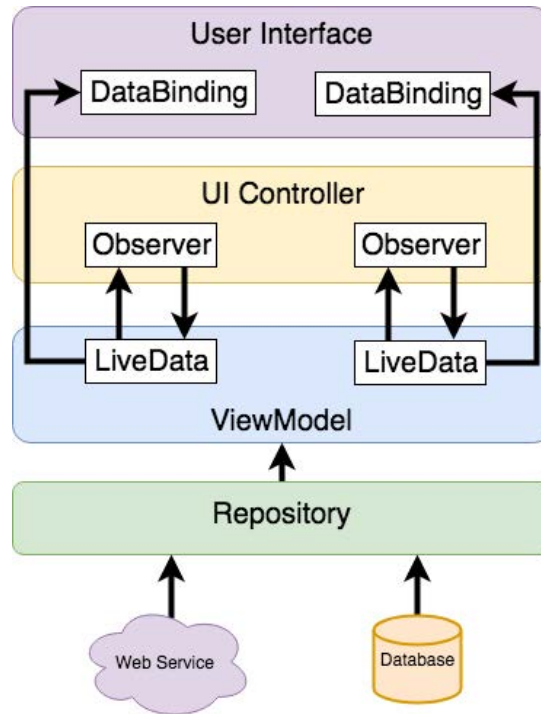 User Interface
DataBinding
DataBinding
UI Controller
Observer
Observer
LiveData
LiveData
ViewModel
Repository
Web Service
Database